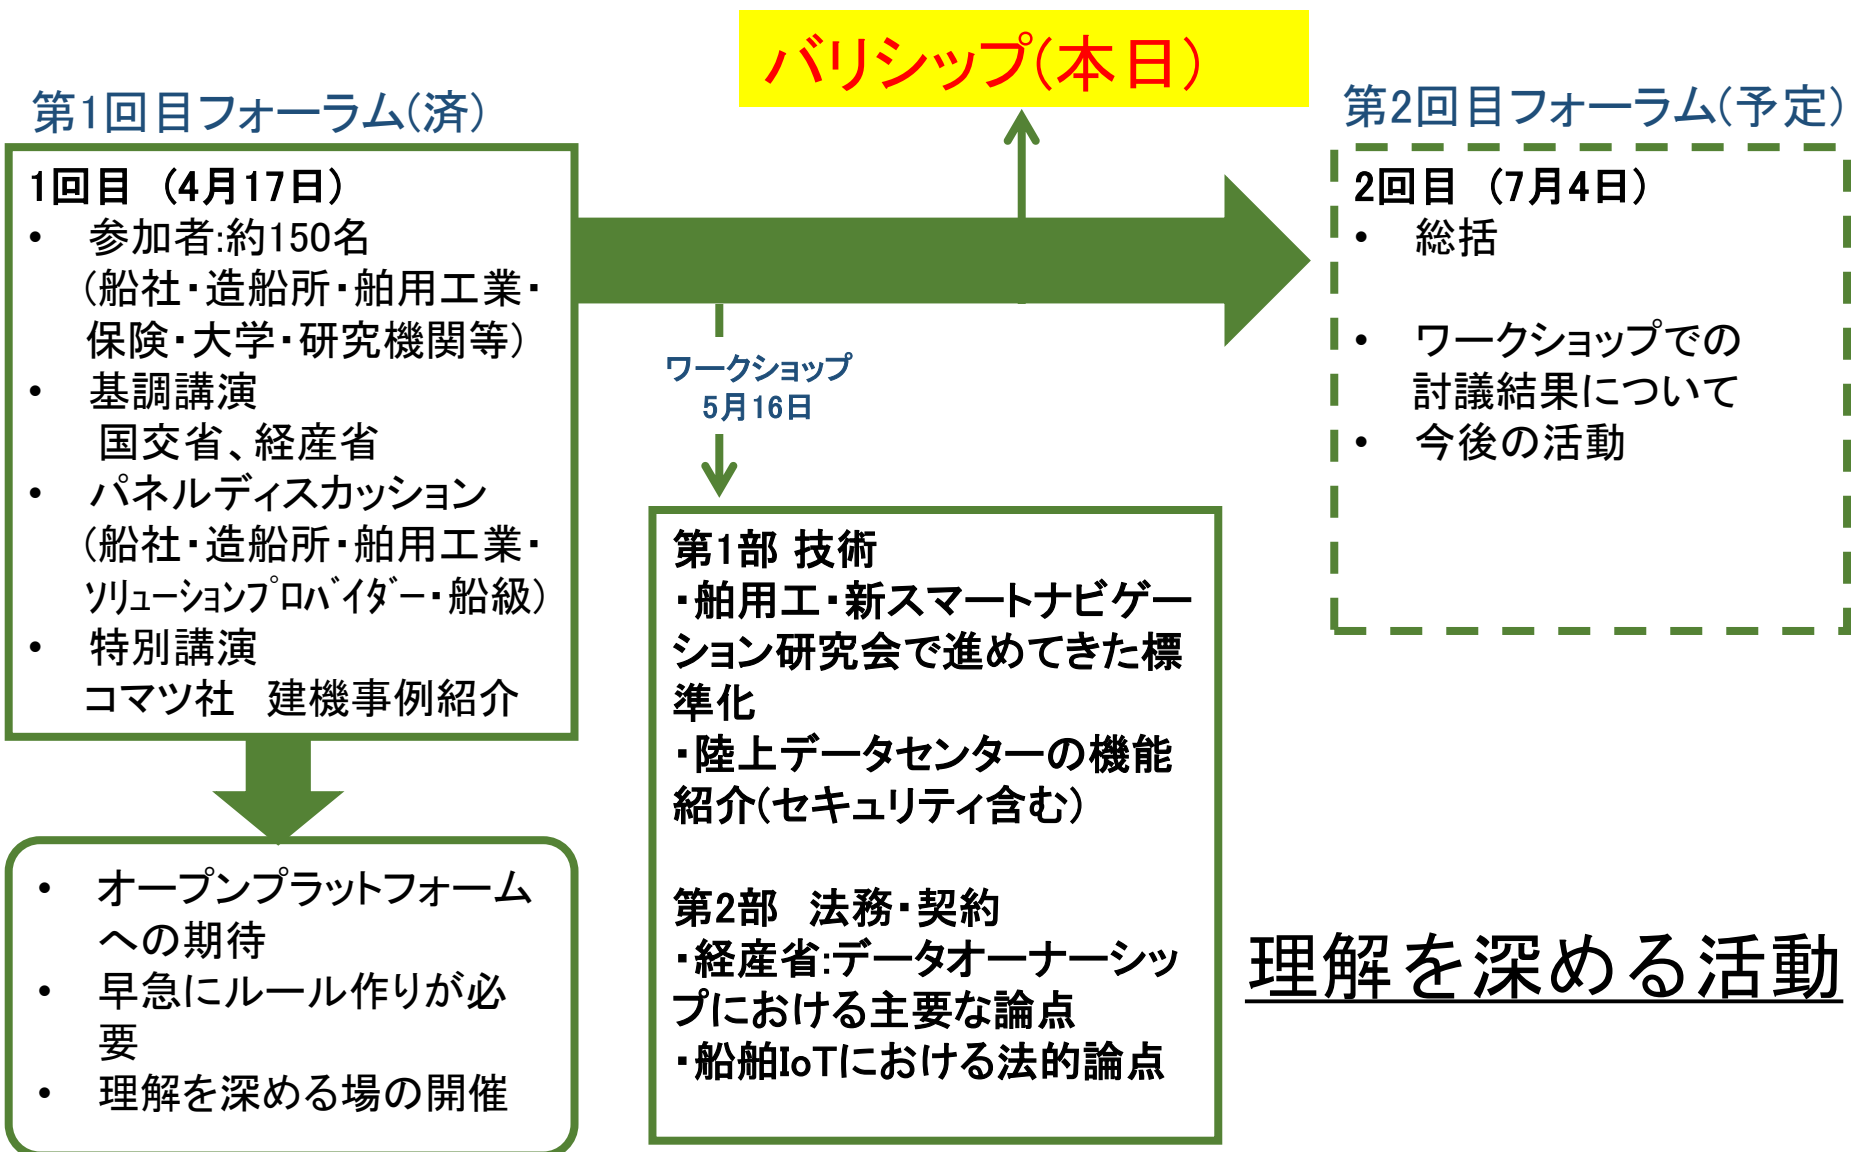 バリシップ(本日)
第1回目フォーラム(済)
1回目 (4月17日)
• 参加者:約150名
(船社・造船所・舶用工業・
保険・大学・研究機関等)
• 基調講演
国交省、経産省
• パネルディスカッション
(船社・造船所・舶用工業・
ソリューションプロバイダー・船級)
• 特別講演
コマツ社 建機事例紹介
• オープンプラットフォーム
への期待
• 早急にルール作りが必
要
• 理解を深める場の開催
ワークショップ
5月16日
第1部 技術
・舶用工・新スマートナビゲー
ション研究会で進めてきた標
準化
・陸上データセンターの機能
紹介(セキュリティ含む)
第2部 法務・契約
・経産省:データオーナーシッ
プにおける主要な論点
・船舶IoTにおける法的論点
第2回目フォーラム(予定)
2回目 (7月4日)
• 総括
• ワークショップでの
討議結果について
• 今後の活動
理解を深める活動